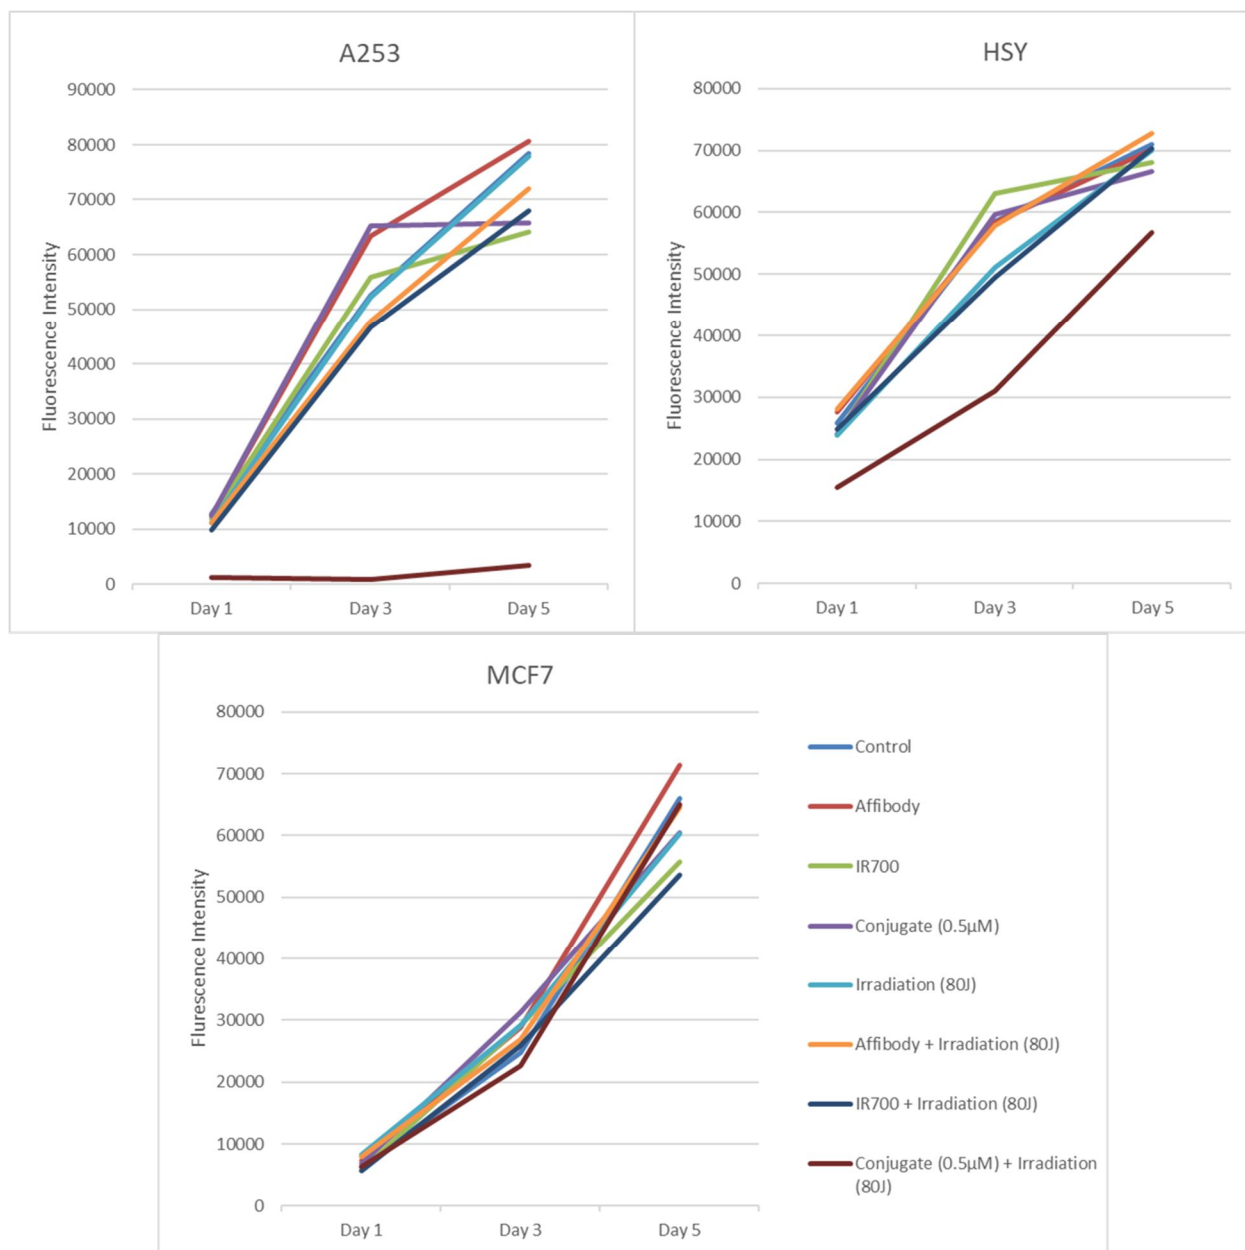 A253
90000
80000
70000
60000
50000
40000
30000
20000
10000
0
Fluorescence Intensity
Day 1 Day 3 Day 5
HSY
80000
70000
60000
50000
40000
30000
20000
10000
0
Fluorescence Intensity
Day 1 Day 3 Day 5
MCF7
80000
70000
60000
50000
40000
30000
20000
10000
0
Flurescence Intensity
Day 1 Day 3 Day 5
Control
Affibody
IR700
Conjugate (0.5µM)
Irradiation (80J)
Affibody + Irradiation (80J)
IR700 + Irradiation (80J)
Conjugate (0.5µM) + Irradiation
(80J)